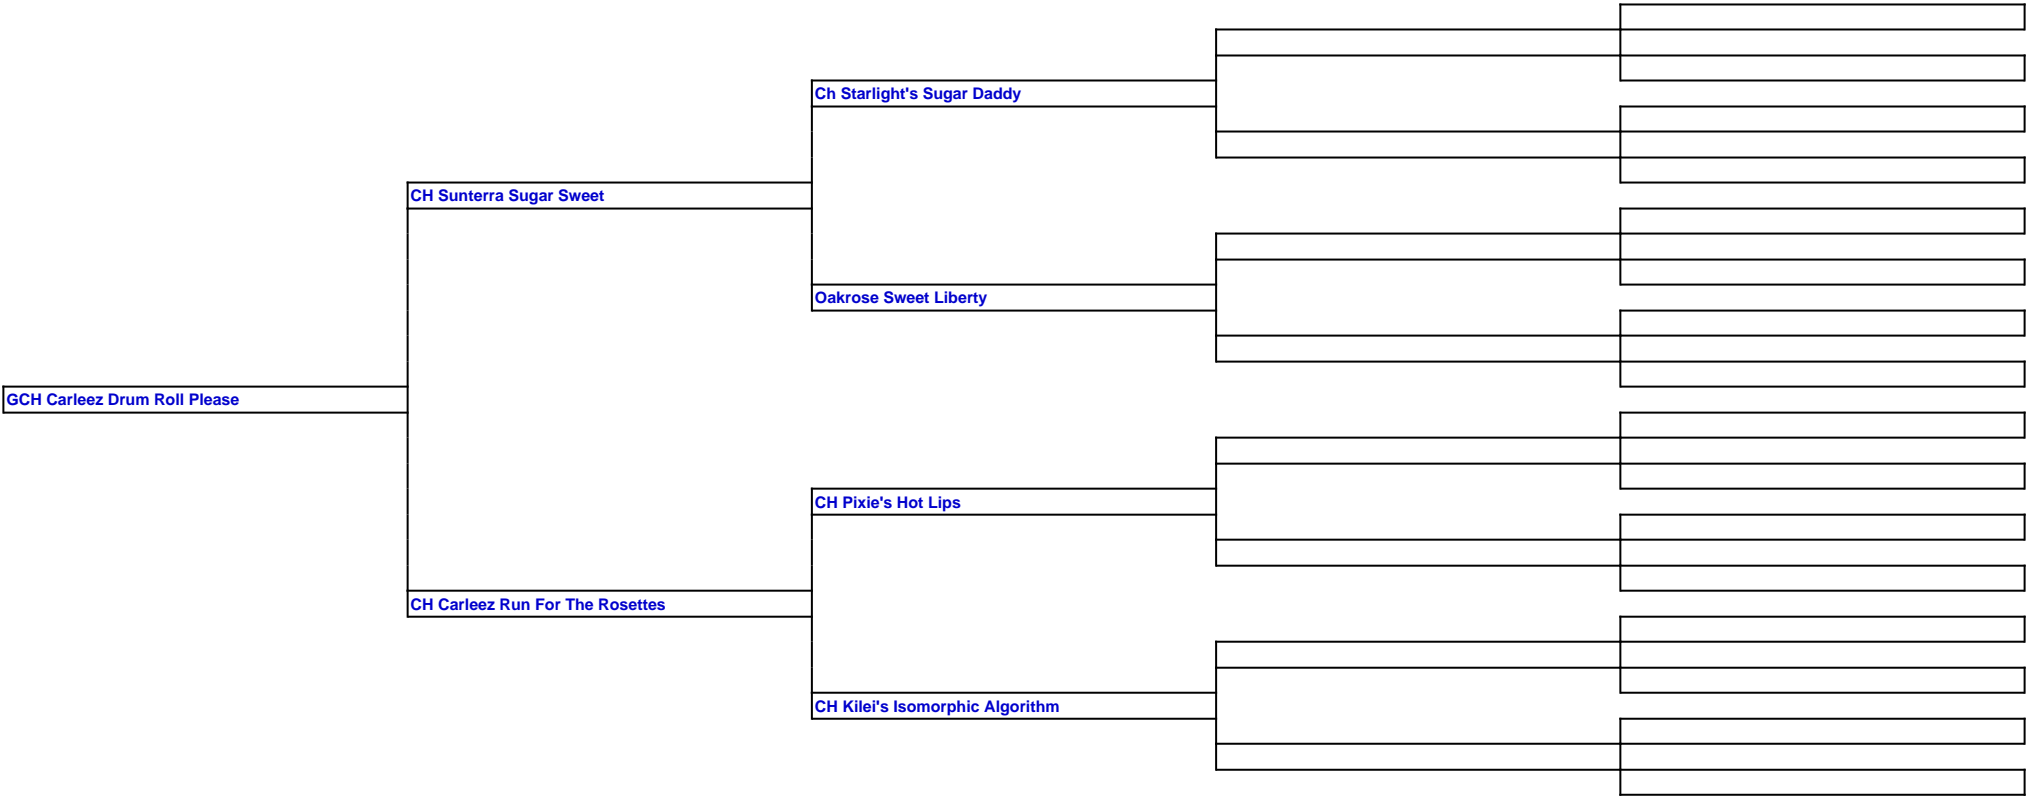 Ch Starlight's Sugar Daddy
CH Sunterra Sugar Sweet
Oakrose Sweet Liberty
GCH Carleez Drum Roll Please
CH Pixie's Hot Lips
CH Carleez Run For The Rosettes
CH Kilei's Isomorphic Algorithm